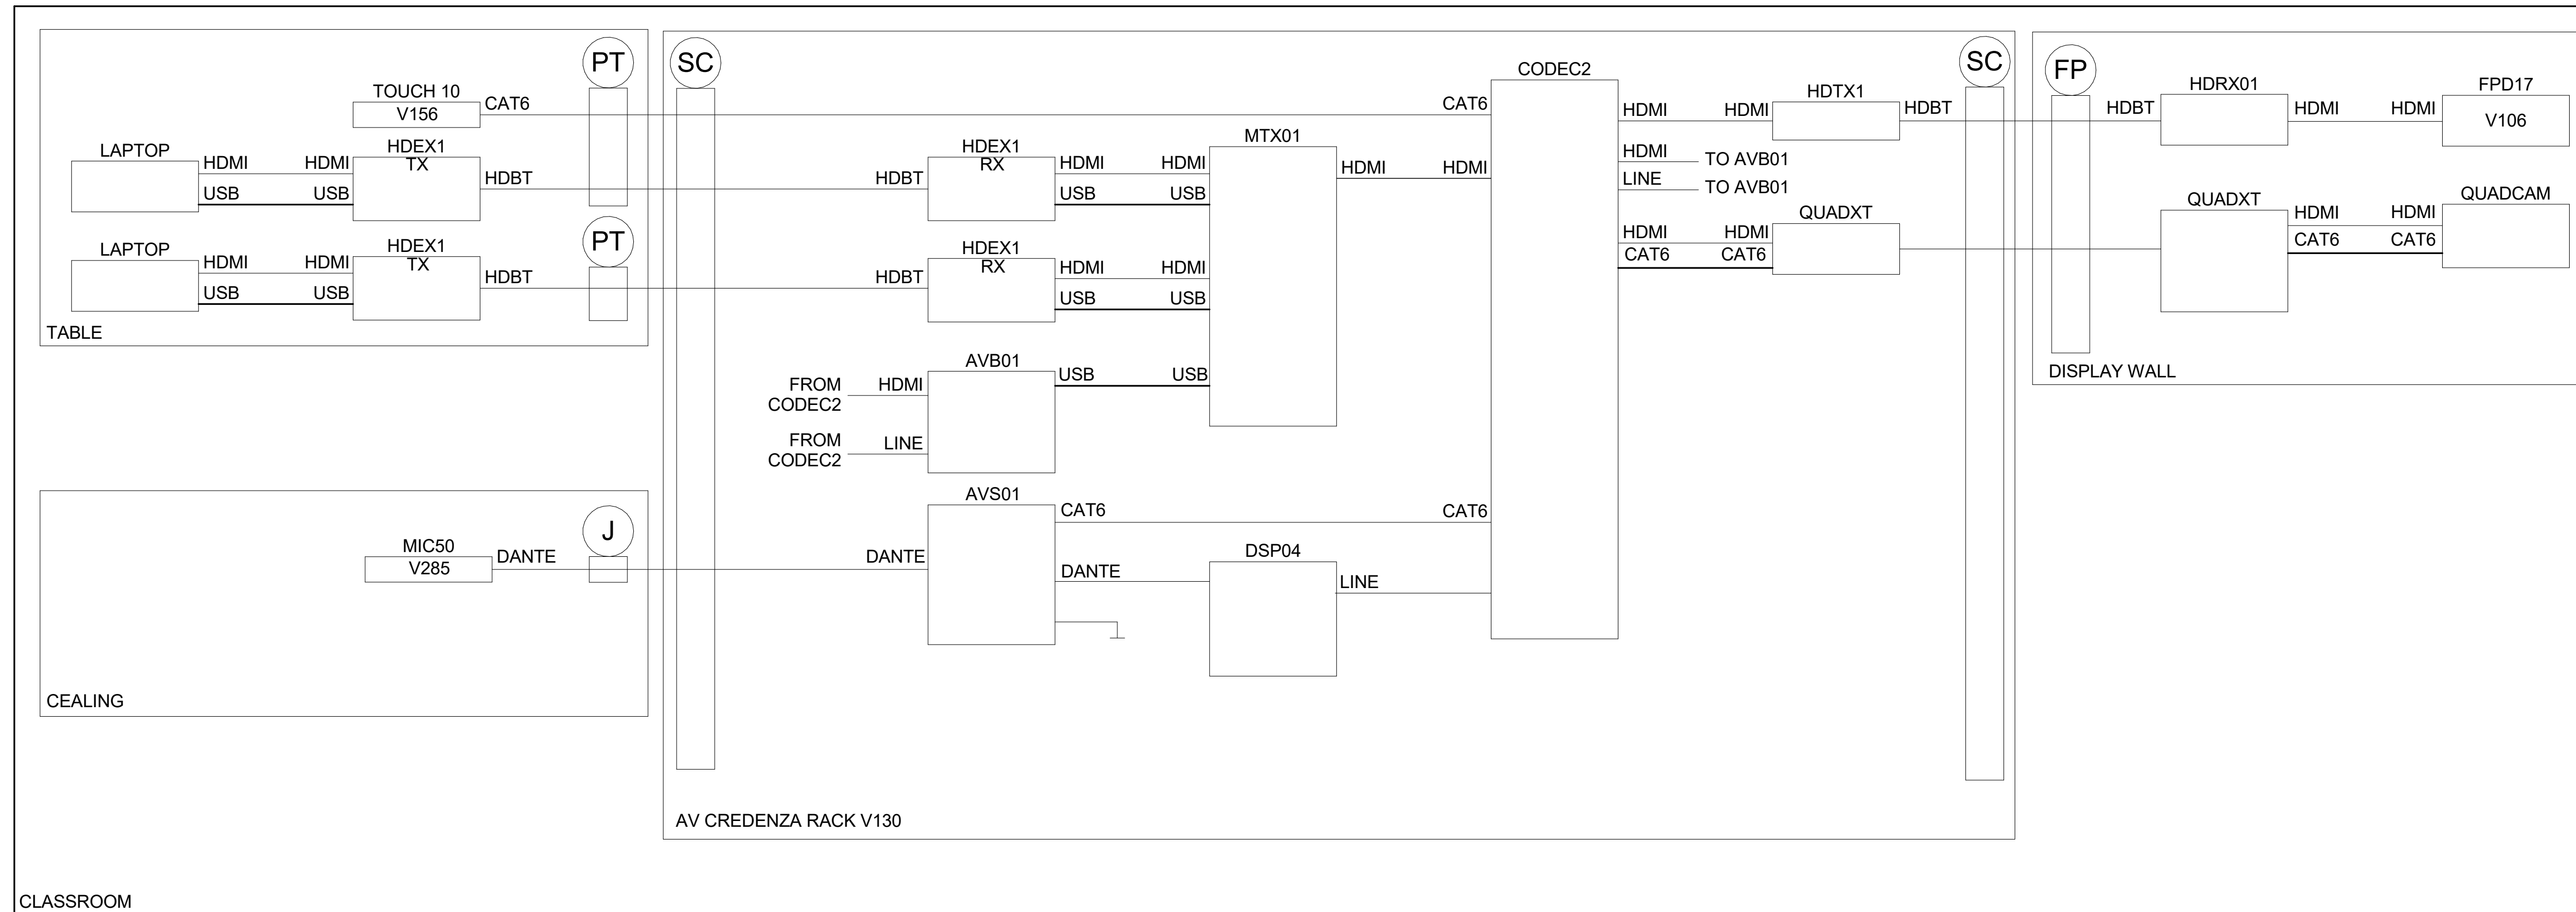 PT
SC
CODEC2
SC
FP
TOUCH 10
V156
CAT6
CAT6
HDMI
HDMI
HDTX1
HDBT
HDBT
HDRX01
HDMI
HDMI
FPD17
V106
LAPTOP
HDMI
USB
HDMI
USB
HDEX1
TX
HDBT
HDBT
HDEX1
RX
HDMI
USB
HDMI
USB
MTX01
HDMI
HDMI
HDMI
TO AVB01
LINE
TO AVB01
PT
LAPTOP
HDMI
USB
HDMI
USB
HDEX1
TX
HDBT
HDBT
HDEX1
RX
HDMI
USB
HDMI
USB
HDMI
CAT6
HDMI
CAT6
QUADXT
QUADXT
HDMI
CAT6
HDMI
CAT6
QUADCAM
TABLE
FROM
CODEC2
HDMI
FROM
CODEC2
LINE
AVB01
USB
USB
DISPLAY WALL
J
MIC50
V285
DANTE
DANTE
AVS01
CAT6
CAT6
DANTE
DSP04
LINE
CEALING
AV CREDENZA RACK V130
CLASSROOM